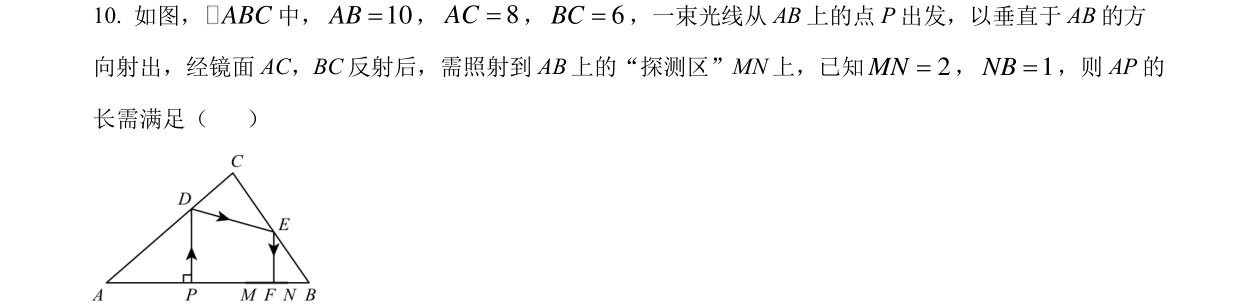 10. 如图，□ABC 中， AB =10， AC =8， BC =6，一束光线从 AB 上的点 P 出发，以垂直于 AB 的方
向射出，经镜面 AC，BC 反射后，需照射到 AB 上的“探测区”MN 上，已知 MN = 2， NB =1，则 AP 的
长需满足（ ）
C
D
E
A P M F N B